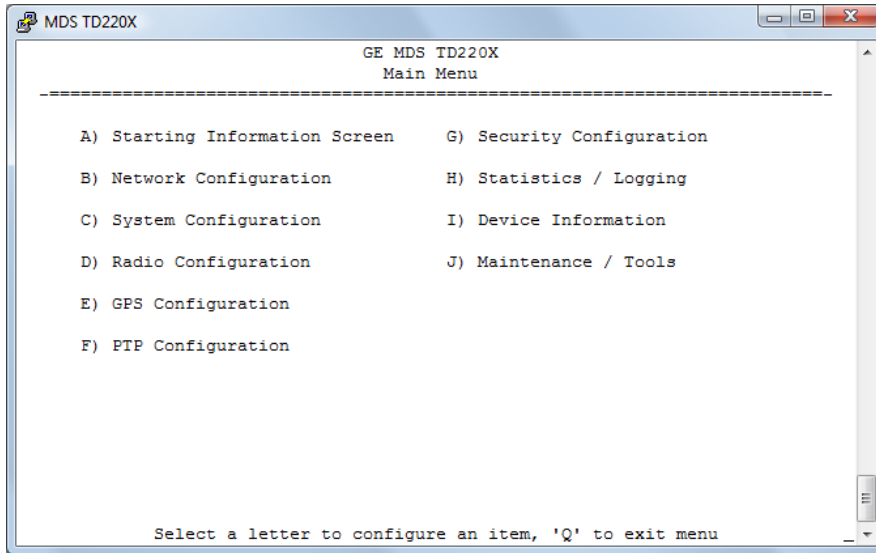 MDS TD220X
GE MDS TD220X
Main Menu
A) Starting Information Screen
B) Network Configuration
C) System Configuration
D) Radio Configuration
E) GPS Configuration
F) PTP Configuration
G) Security Configuration
H) Statistics / Logging
I) Device Information
J) Maintenance / Tools
Select a letter to configure an item, 'Q' to exit menu